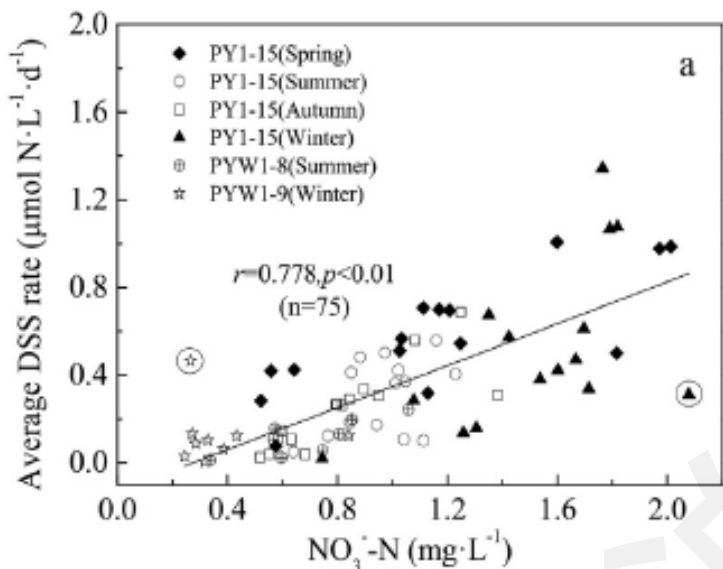 2.0
1.6
1.2
0.8
0.4
0.0
Average DSS rate (μmol N·L⁻¹·d⁻¹)
a
PY1-15(Spring)
PY1-15(Summer)
PY1-15(Autumn)
PY1-15(Winter)
PYW1-8(Summer)
PYW1-9(Winter)
r=0.778,p<0.01
(n=75)
0.0 0.4 0.8 1.2 1.6 2.0
NO₃⁻-N (mg·L⁻¹)